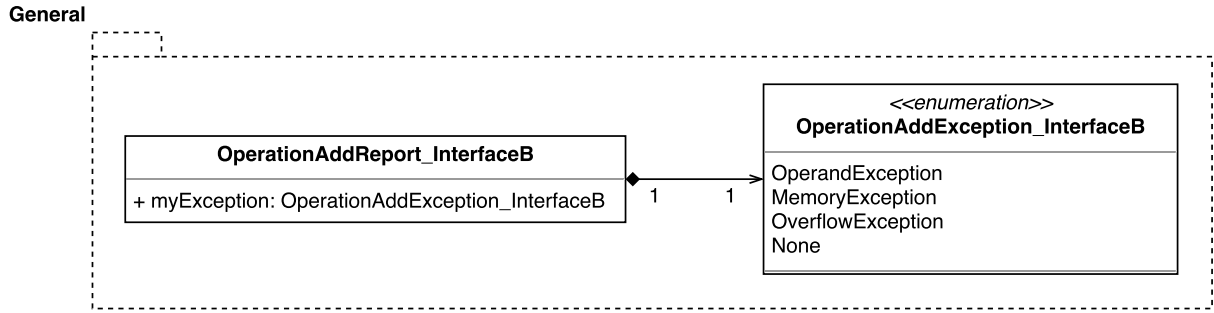 General
OperationAddReport_InterfaceB
+ myException: OperationAddException_InterfaceB
1
1
<<enumeration>>
OperationAddException_InterfaceB
OperandException
MemoryException
OverflowException
None